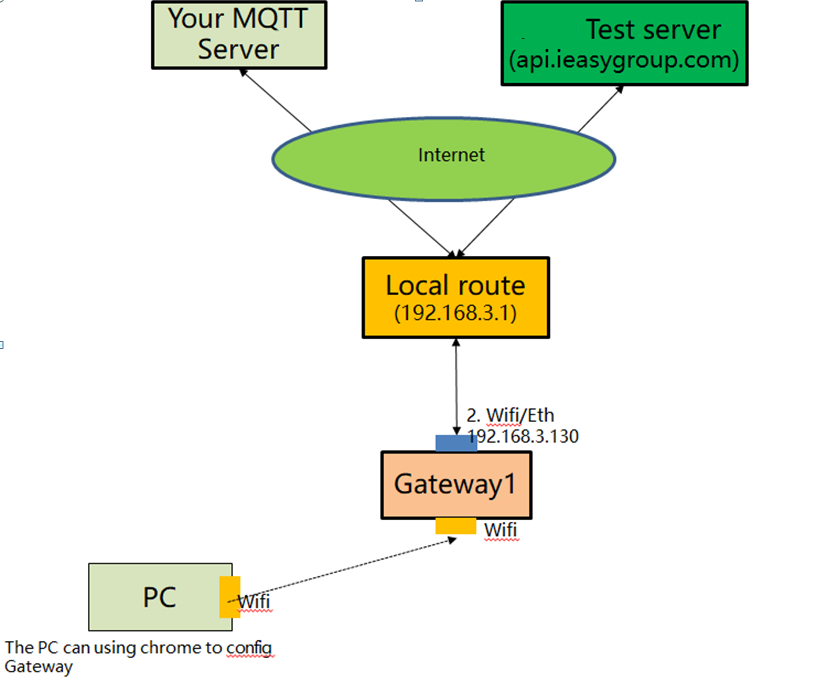 Your MQTT
Server
Test server
(api.ieasygroup.com)
Internet
Local route
(192.168.3.1)
2. Wifi/Eth
192.168.3.130
Gateway1
Wifi
PC
Wifi
The PC can using chrome to config
Gateway